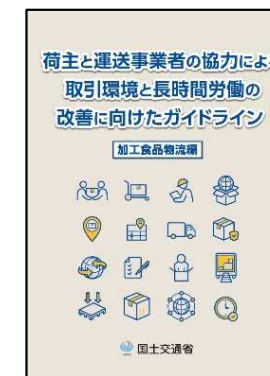 荷主と運送事業者の協力によ
取引環境と長時間労働の
改善に向けたガイドライン
加工食品物流編
国土交通省